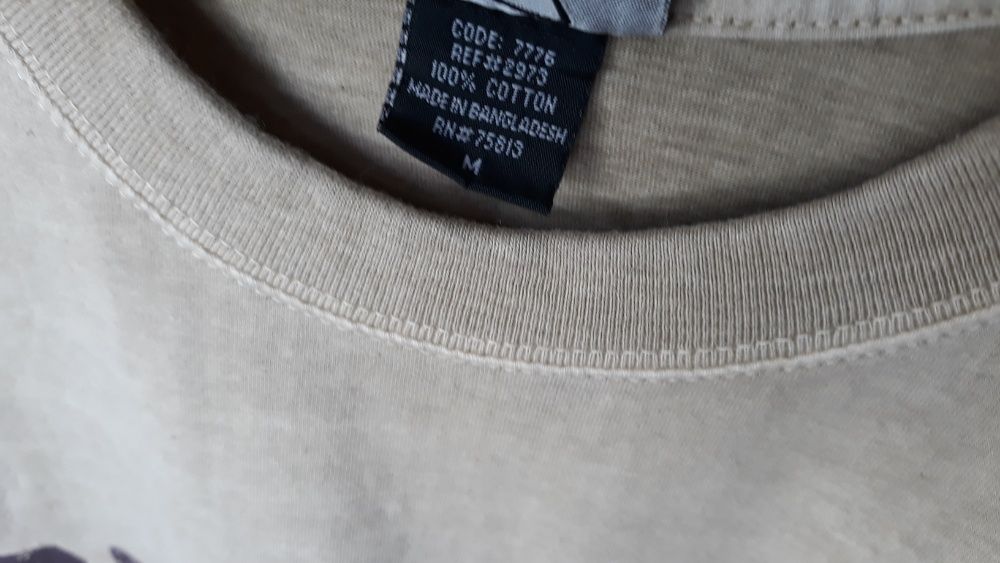 CODE: 7776
REF# 2973
100% COTTON
MADE IN BANGLADESH
RN# 75813
M